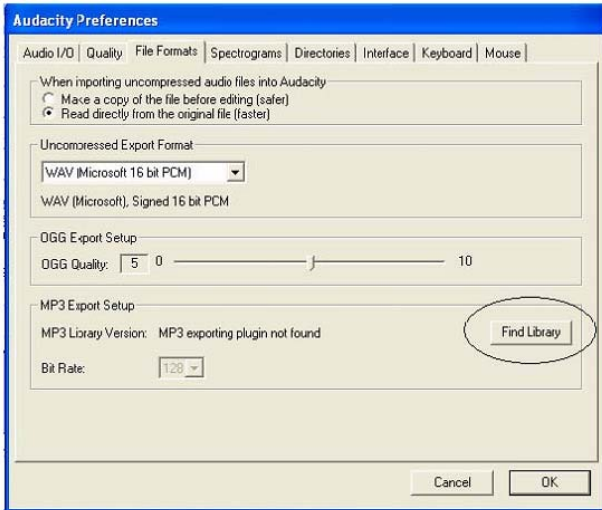 Audacity Preferences
Audio I/O Quality File Formats Spectrograms Directories Interface Keyboard Mouse
When importing uncompressed audio files into Audacity
Make a copy of the file before editing (safer)
Read directly from the original file (faster)
Uncompressed Export Format
WAV (Microsoft 16 bit PCM)
WAV (Microsoft), Signed 16 bit PCM
OGG Export Setup
OGG Quality: 5 0 10
MP3 Export Setup
MP3 Library Version: MP3 exporting plugin not found Find Library
Bit Rate: 128
Cancel OK